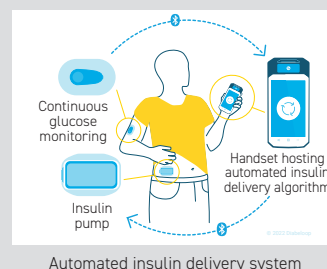 Continuous
glucose
monitoring
Insulin
pump
Handset hosting
automated insulin
delivery algorithm
Automated insulin delivery system